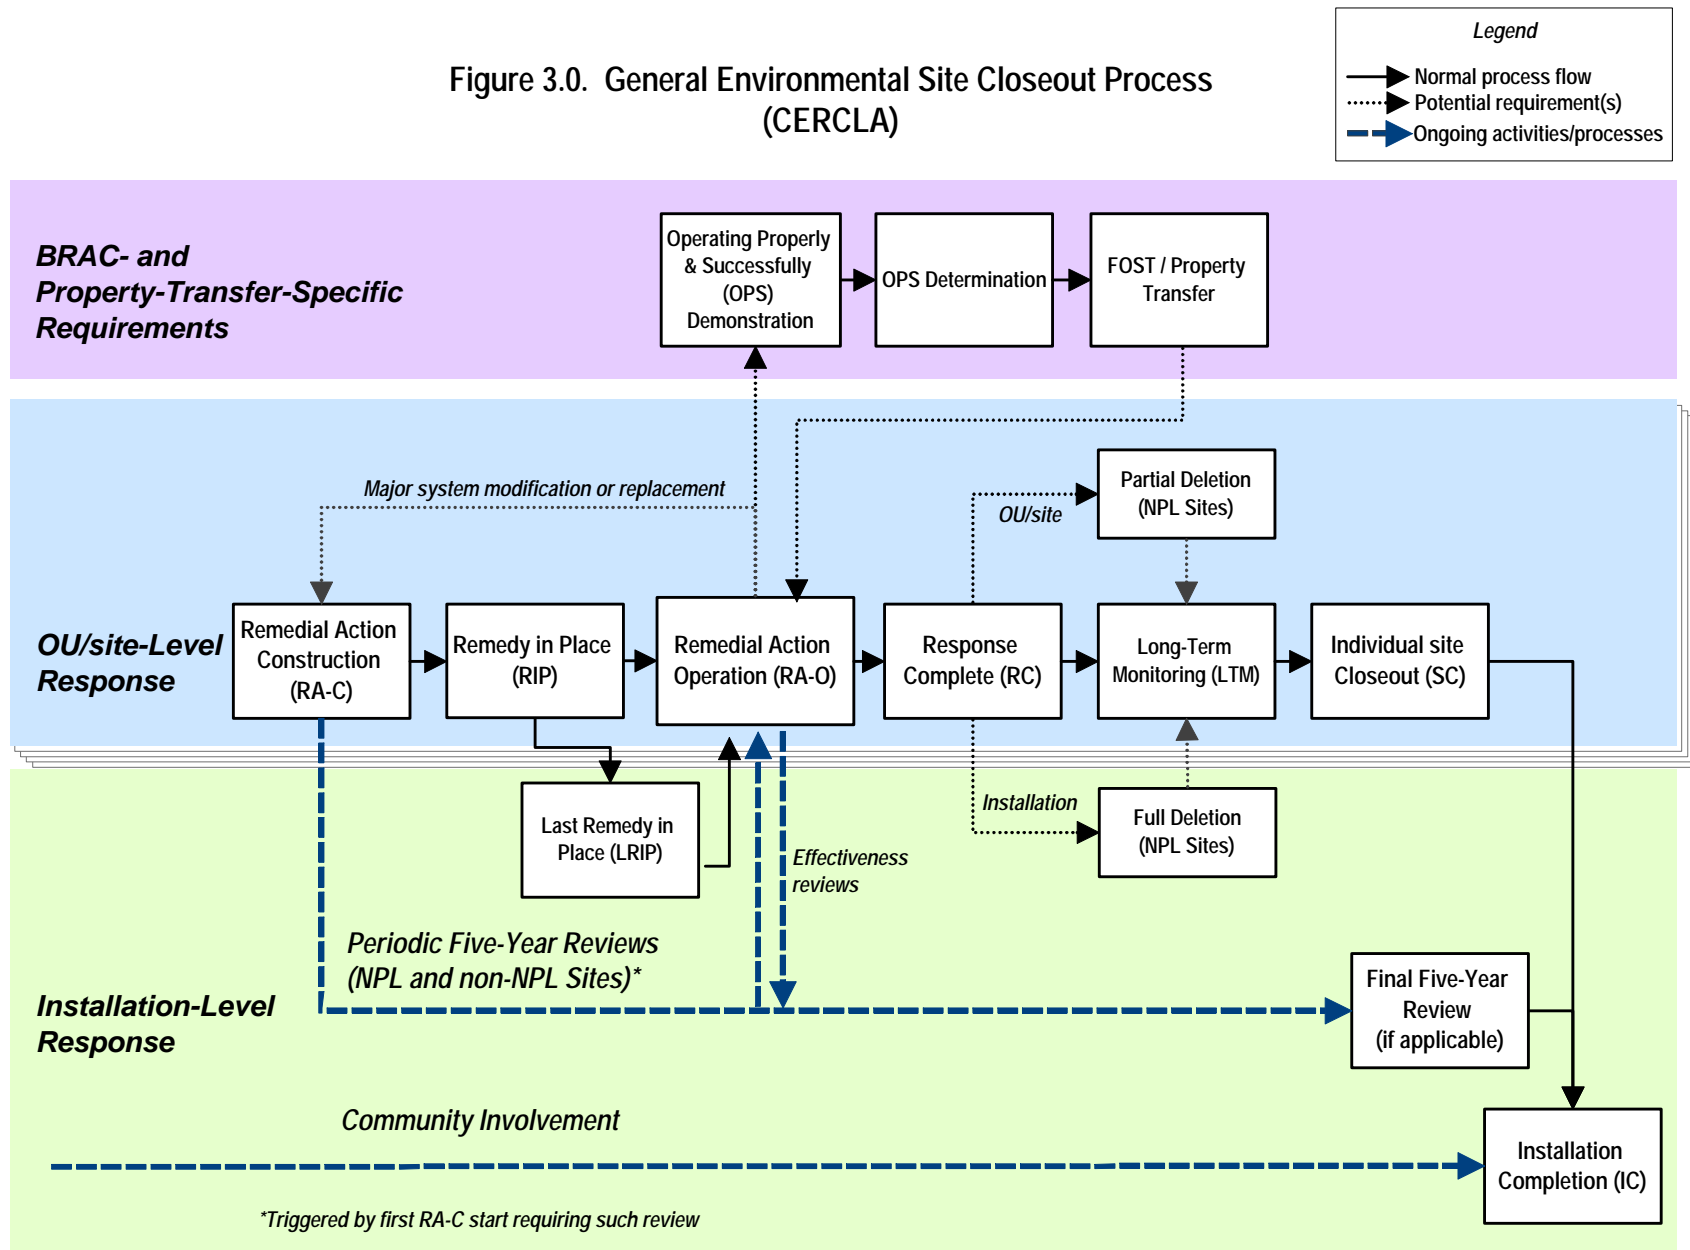 Figure 3.0. General Environmental Site Closeout Process
(CERCLA)
Legend
Normal process flow
Potential requirement(s)
Ongoing activities/processes
BRAC- and
Property-Transfer-Specific
Requirements
Operating Properly
& Successfully
(OPS)
Demonstration
OPS Determination
FOST / Property
Transfer
Major system modification or replacement
OU/site
Partial Deletion
(NPL Sites)
OU/site-Level
Response
Remedial Action
Construction
(RA-C)
Remedy in Place
(RIP)
Remedial Action
Operation (RA-O)
Response
Complete (RC)
Long-Term
Monitoring (LTM)
Individual site
Closeout (SC)
Last Remedy in
Place (LRIP)
Effectiveness
reviews
Installation
Full Deletion
(NPL Sites)
Periodic Five-Year Reviews
(NPL and non-NPL Sites)*
Installation-Level
Response
Final Five-Year
Review
(if applicable)
Community Involvement
Installation
Completion (IC)
*Triggered by first RA-C start requiring such review